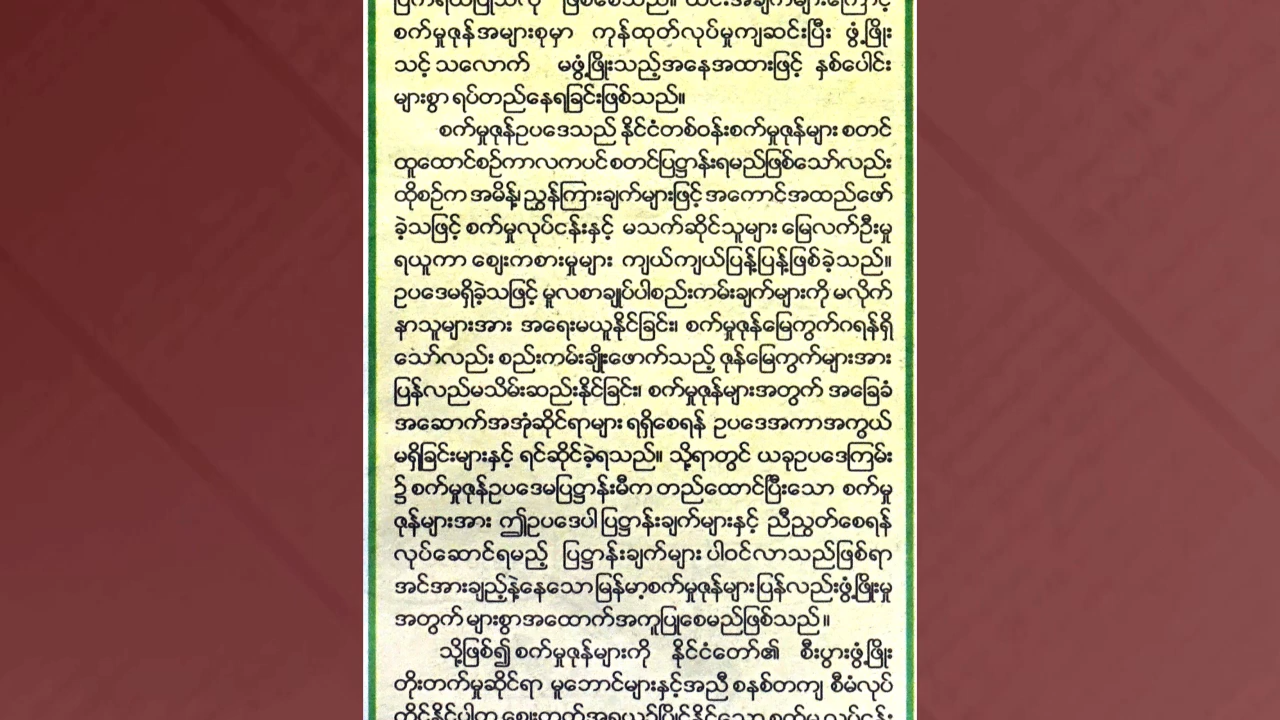 စက်မှုဇုန်အများစုမှာ ကုန်ထုတ်လုပ်မှုကျဆင်းပြီး ဖွံ့ဖြိုး
သင့်သလောက် မဖွံ့ဖြိုးသည့်အနေအထားဖြင့် နှစ်ပေါင်း
များစွာ ရပ်တည်နေရခြင်းဖြစ်သည်။
စက်မှုဇုန်ဥပဒေသည် နိုင်ငံတစ်ဝန်းစက်မှုဇုန်များ စတင်
ထူထောင်စဉ်ကာလကပင် စတင်ပြဋ္ဌာန်းရမည်ဖြစ်သော်လည်း
ထိုစဉ်က အမိန့်၊ ညွှန်ကြားချက်များဖြင့် အကောင်အထည်ဖော်
ခဲ့သဖြင့် စက်မှုလုပ်ငန်းနှင့် မသက်ဆိုင်သူများ မြေလက်ဦးမှု
ရယူကာ ဈေးကစားမှုများ ကျယ်ကျယ်ပြန့်ပြန့်ဖြစ်ခဲ့သည်။
ဥပဒေမရှိခဲ့သဖြင့် မူလစာချုပ်ပါစည်းကမ်းချက်များကို မလိုက်
နာသူများအား အရေးမယူနိုင်ခြင်း၊ စက်မှုဇုန်မြေကွက်ဂရန်ရှိ
သော်လည်း စည်းကမ်းချိုးဖောက်သည့် ဇုန်မြေကွက်များအား
ပြန်လည်မသိမ်းဆည်းနိုင်ခြင်း၊ စက်မှုဇုန်များအတွက် အခြေခံ
အဆောက်အအုံဆိုင်ရာများ ရရှိစေရန် ဥပဒေအကာအကွယ်
မရှိခြင်းများနှင့် ရင်ဆိုင်ခဲ့ရသည်။ သို့ရာတွင် ယခုဥပဒေကြမ်း
၌ စက်မှုဇုန်ဥပဒေမပြဋ္ဌာန်းမီက တည်ထောင်ပြီးသော စက်မှု
ဇုန်များအား ဤဥပဒေပါ ပြဋ္ဌာန်းချက်များနှင့် ညီညွတ်စေရန်
လုပ်ဆောင်ရမည့် ပြဋ္ဌာန်းချက်များ ပါဝင်လာသည်ဖြစ်ရာ
အင်အားချည့်နဲ့နေသော မြန်မာ့စက်မှုဇုန်များပြန်လည်ဖွံ့ဖြိုးမှု
အတွက် များစွာအထောက်အကူပြုစေမည်ဖြစ်သည်။
သို့ဖြစ်၍ စက်မှုဇုန်များကို နိုင်ငံတော်၏ စီးပွားဖွံ့ဖြိုး
တိုးတက်မှုဆိုင်ရာ မူဘောင်များနှင့်အညီ စနစ်တကျ စီမံလုပ်